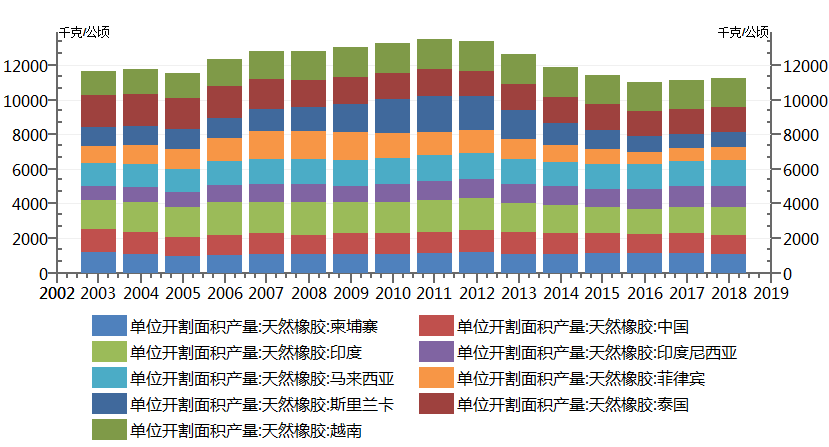 千克/公顷 千克/公顷
12000 12000
10000 10000
8000 8000
6000 6000
4000 4000
2000 2000
0 0
2002 2003 2004 2005 2006 2007 2008 2009 2010 2011 2012 2013 2014 2015 2016 2017 2018 2019
单位开割面积产量:天然橡胶:柬埔寨 单位开割面积产量:天然橡胶:中国
单位开割面积产量:天然橡胶:印度 单位开割面积产量:天然橡胶:印度尼西亚
单位开割面积产量:天然橡胶:马来西亚 单位开割面积产量:天然橡胶:菲律宾
单位开割面积产量:天然橡胶:斯里兰卡 单位开割面积产量:天然橡胶:泰国
单位开割面积产量:天然橡胶:越南